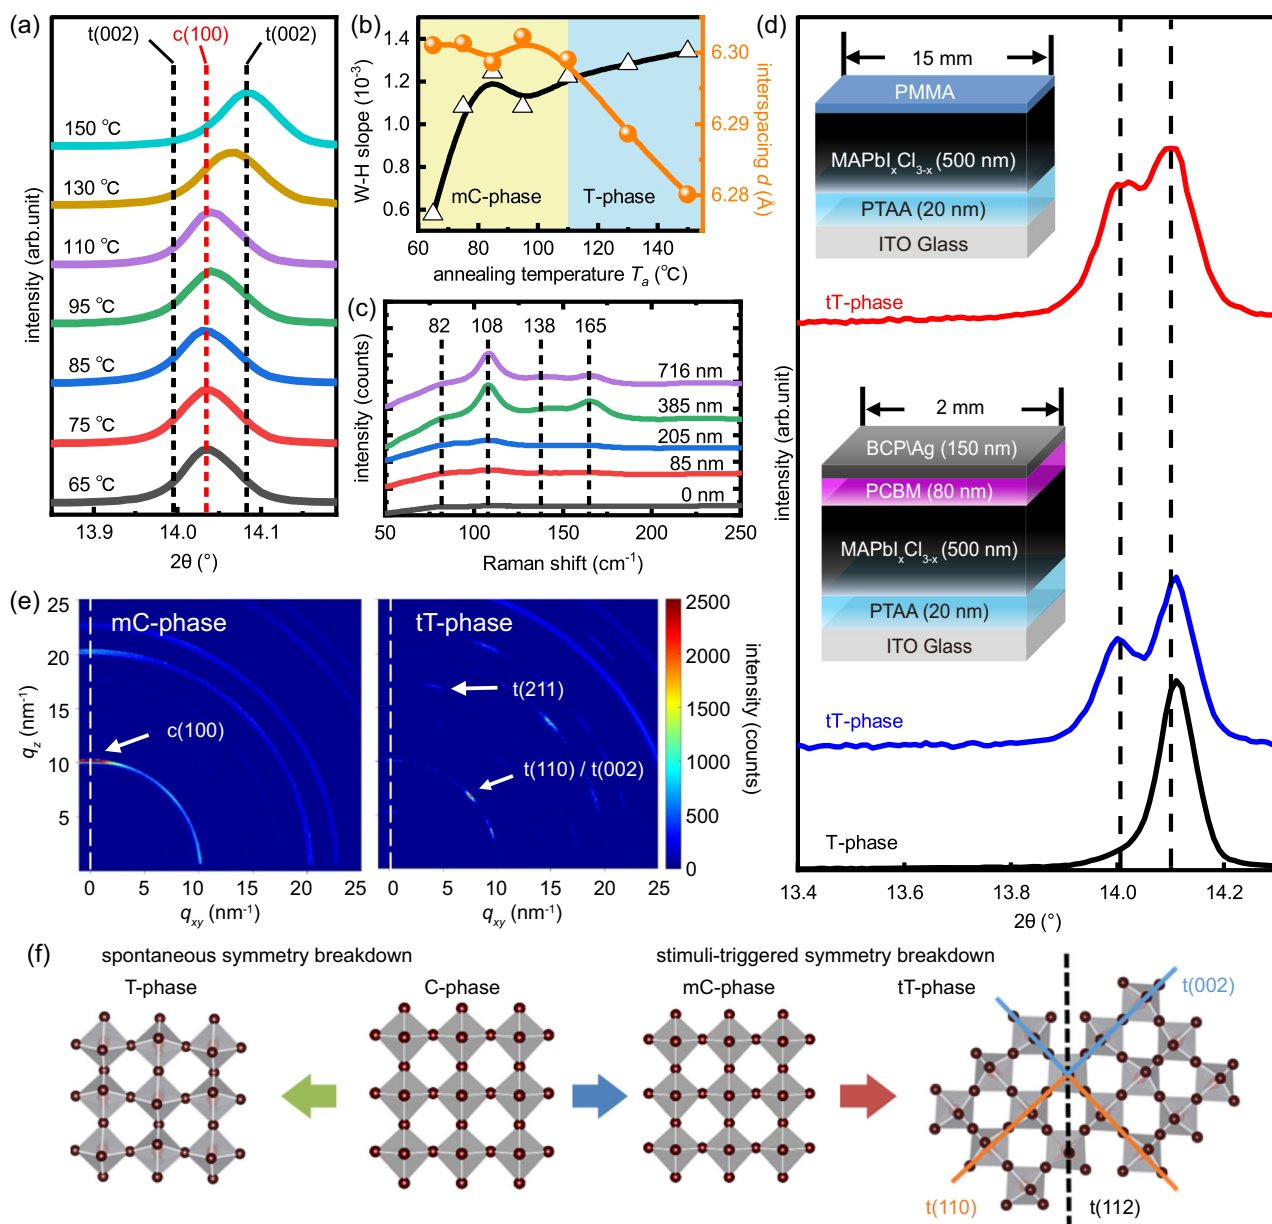 (a)
t(002)
c(100)
t(002)
150 °C
130 °C
110 °C
95 °C
85 °C
75 °C
65 °C
intensity (arb.unit)
13.9 14.0 14.1
2θ (°)
(b)
1.4
1.2
1.0
0.8
0.6
W-H slope (10⁻³)
mC-phase
T-phase
6.30
6.29
6.28
interspacing d (Å)
60 80 100 120 140
annealing temperature Tₐ (°C)
(c)
82 108 138 165
716 nm
385 nm
205 nm
85 nm
0 nm
intensity (counts)
50 100 150 200 250
Raman shift (cm⁻¹)
(d)
15 mm
PMMA
MAPbIₓCl₃₋ₓ (500 nm)
PTAA (20 nm)
ITO Glass
tT-phase
2 mm
BCP\Ag (150 nm)
PCBM (80 nm)
MAPbIₓCl₃₋ₓ (500 nm)
PTAA (20 nm)
ITO Glass
tT-phase
T-phase
intensity (arb.unit)
13.4 13.6 13.8 14.0 14.2
2θ (°)
(e)
mC-phase
c(100)
25
20
15
10
5
q_z (nm⁻¹)
0 5 10 15 20 25
q_xy (nm⁻¹)
tT-phase
t(211)
t(110) / t(002)
0 5 10 15 20 25
q_xy (nm⁻¹)
2500
2000
1500
1000
500
0
intensity (counts)
(f)
spontaneous symmetry breakdown
stimuli-triggered symmetry breakdown
T-phase
C-phase
mC-phase
tT-phase
t(002)
t(110)
t(112)